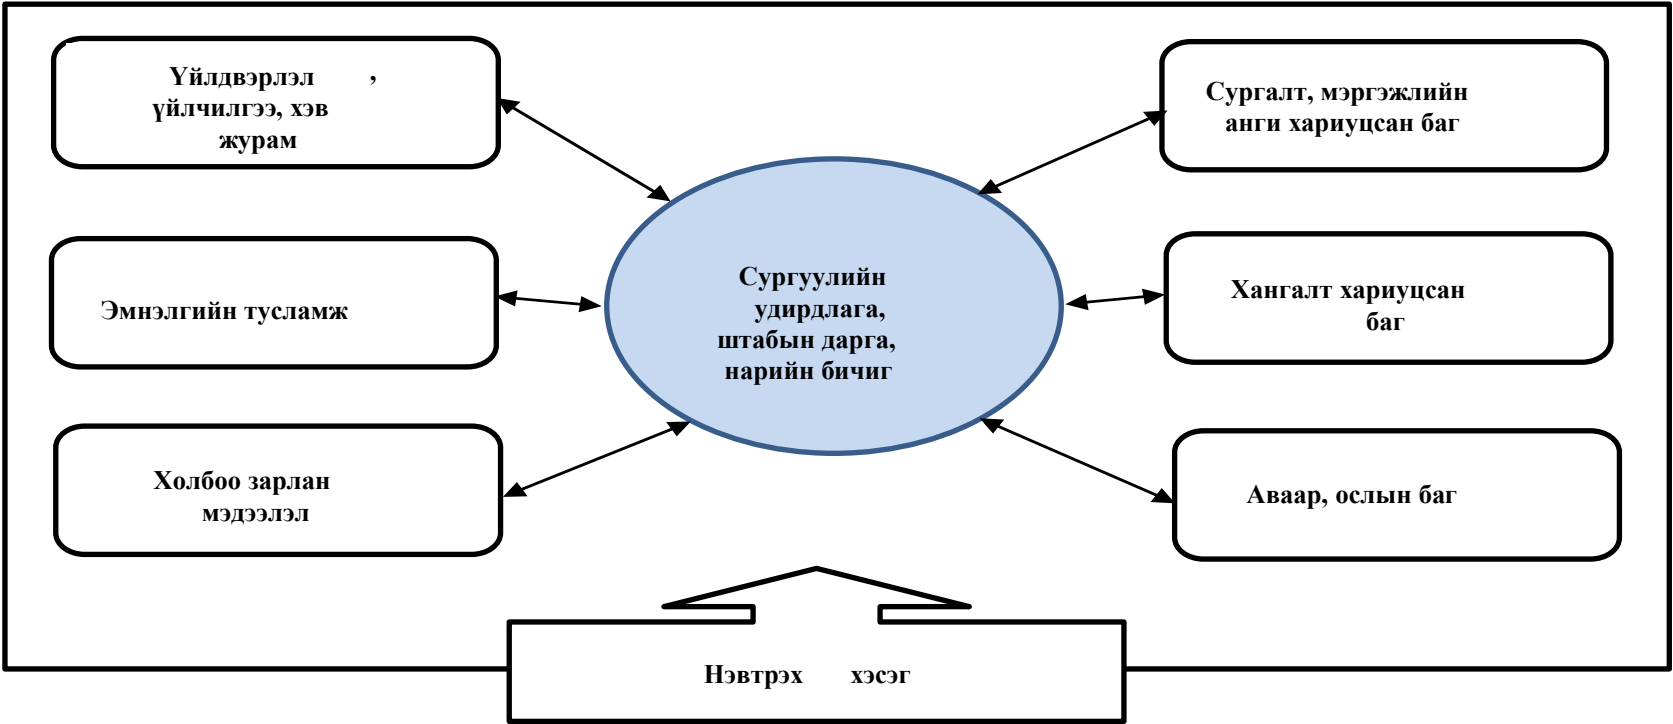 Үйлдвэрлэл ,
үйлчилгээ, хэв
журам
Сургалт, мэргэжлийн
анги хариуцсан баг
Эмнэлгийн тусламж
Сургуулийн
удирдлага,
штабын дарга,
нарийн бичиг
Хангалт хариуцсан
баг
Холбоо зарлан
мэдээлэл
Аваар, ослын баг
Нэвтрэх хэсэг